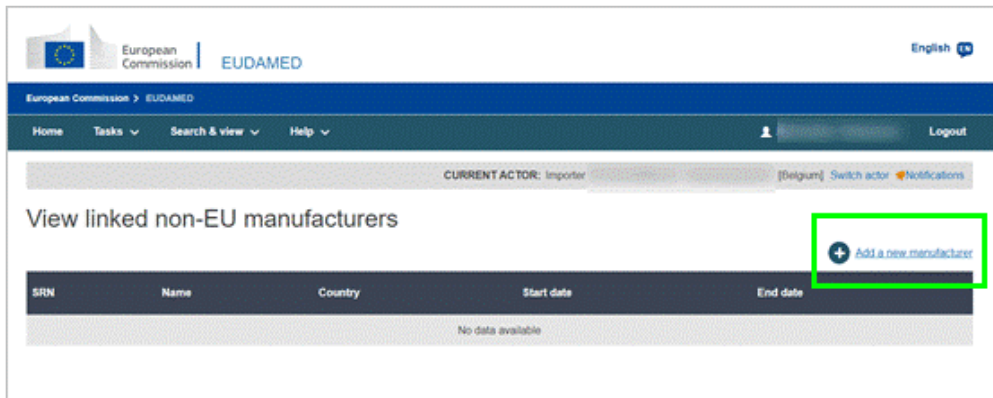 European
Commission
EUDAMED
English EN
European Commission > EUDAMED
Home Tasks Search & view Help Logout
CURRENT ACTOR: Importer [Belgium] Switch actor Notifications
View linked non-EU manufacturers
Add a new manufacturer
SRN Name Country Start date End date
No data available